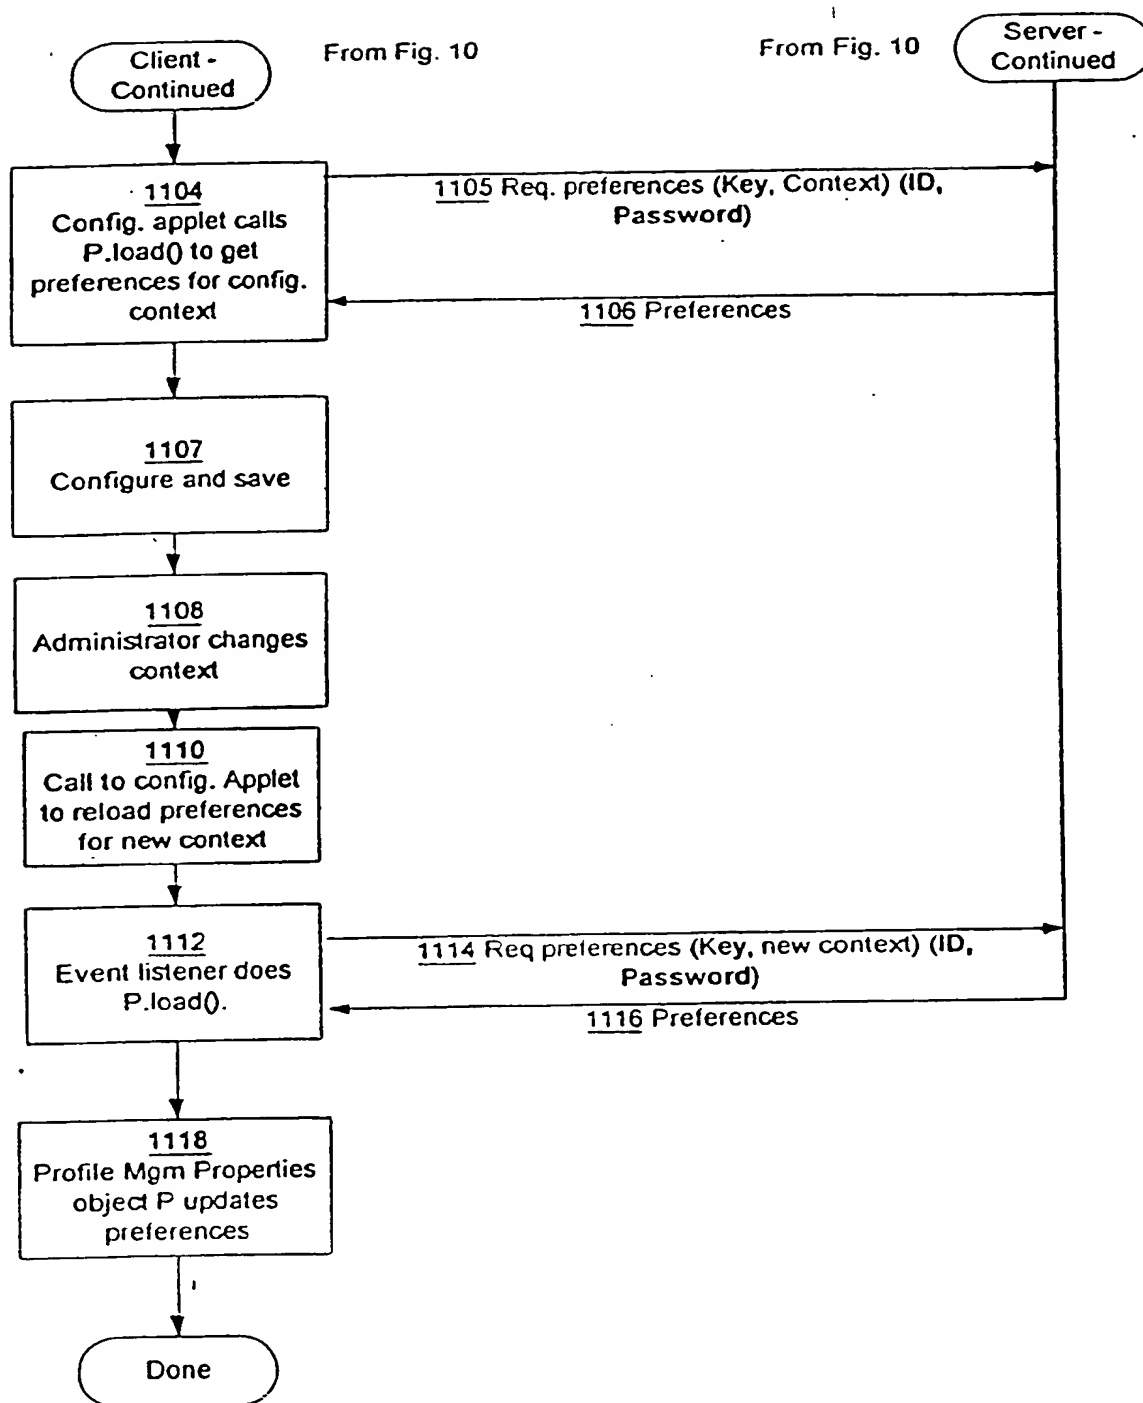 Client -
Continued
From Fig. 10
From Fig. 10
Server -
Continued
1104
Config. applet calls
P.load() to get
preferences for config.
context
1105 Req. preferences (Key, Context) (ID,
Password)
1106 Preferences
1107
Configure and save
1108
Administrator changes
context
1110
Call to config. Applet
to reload preferences
for new context
1112
Event listener does
P.load().
1114 Req preferences (Key, new context) (ID,
Password)
1116 Preferences
1118
Profile Mgm Properties
object P updates
preferences
Done